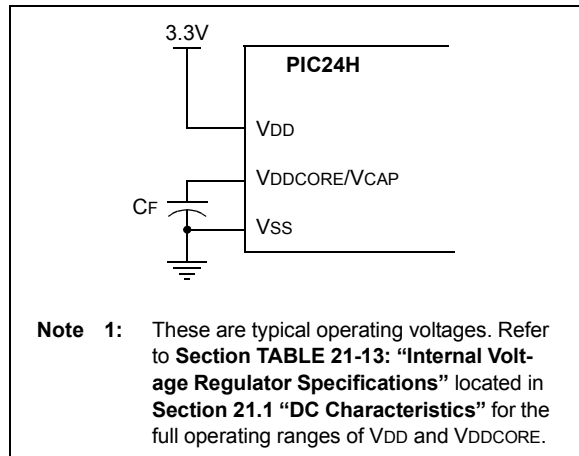 3.3V
PIC24H
VDD
VDDCORE/VCAP
CF
VSS
Note 1: These are typical operating voltages. Refer
to Section TABLE 21-13: “Internal Volt-
age Regulator Specifications” located in
Section 21.1 “DC Characteristics” for the
full operating ranges of VDD and VDDCORE.